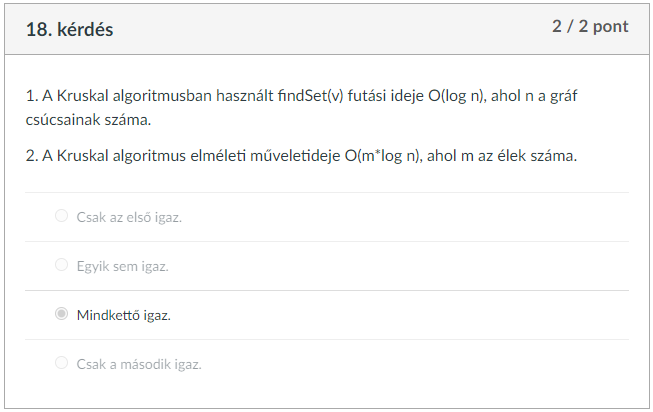 18. kérdés
2 / 2 pont
1. A Kruskal algoritmusban használt findSet(v) futási ideje O(log n), ahol n a gráf
csúcsainak száma.
2. A Kruskal algoritmus elméleti műveletideje O(m*log n), ahol m az élek száma.
Csak az első igaz.
Egyik sem igaz.
Mindkettő igaz.
Csak a második igaz.